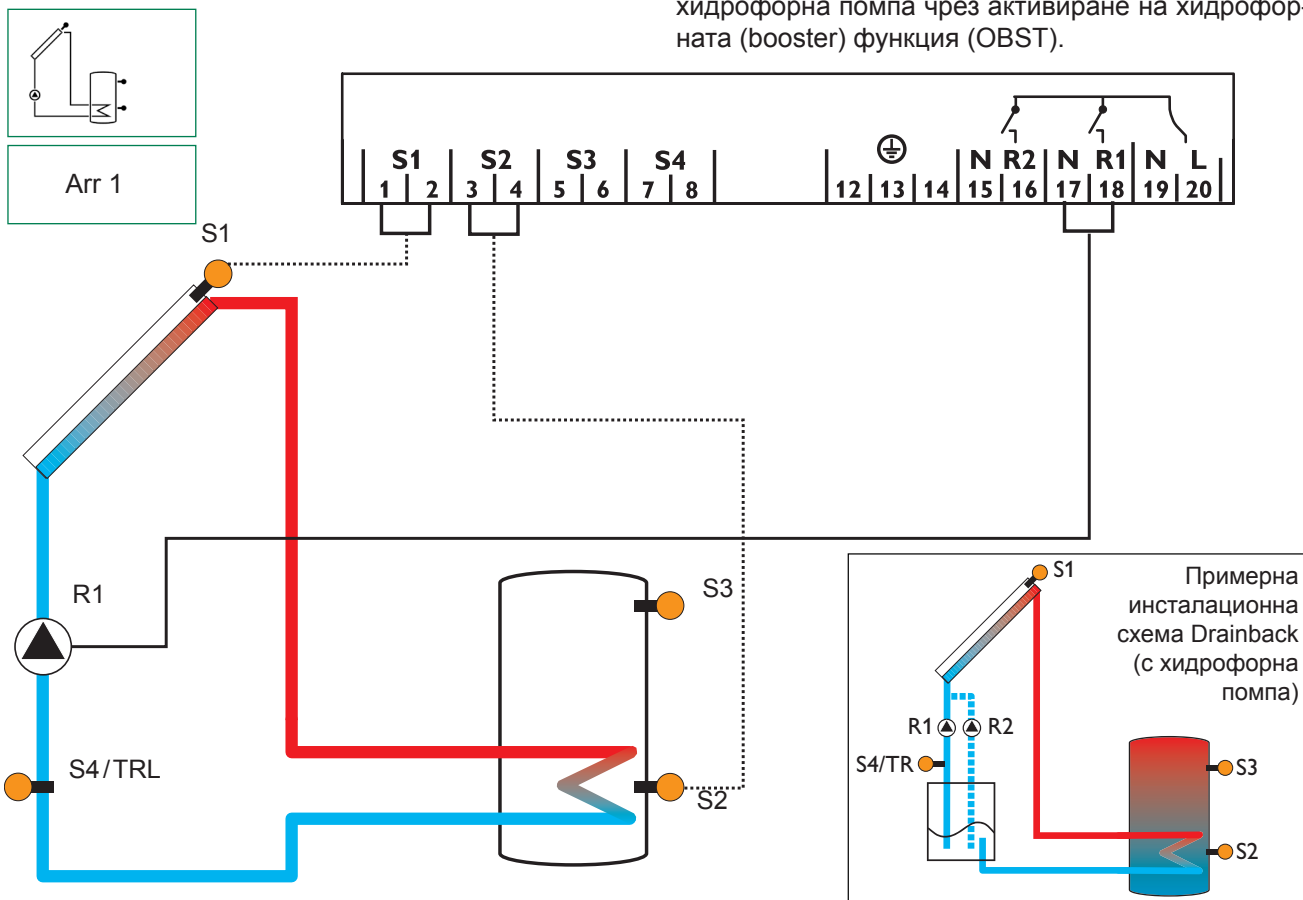 хидрофорна помпа чрез активиране на хидрофор-
ната (booster) функция (OBST).
Arr 1
S1 S2 S3 S4 N R2 N R1 N L
1 2 3 4 5 6 7 8 12 13 14 15 16 17 18 19 20
S1
R1
S4/TRL
S3
S2
S1
Примерна
инсталационна
схема Drainback
(с хидрофорна
помпа)
R1 R2
S4/TR
S3
S2